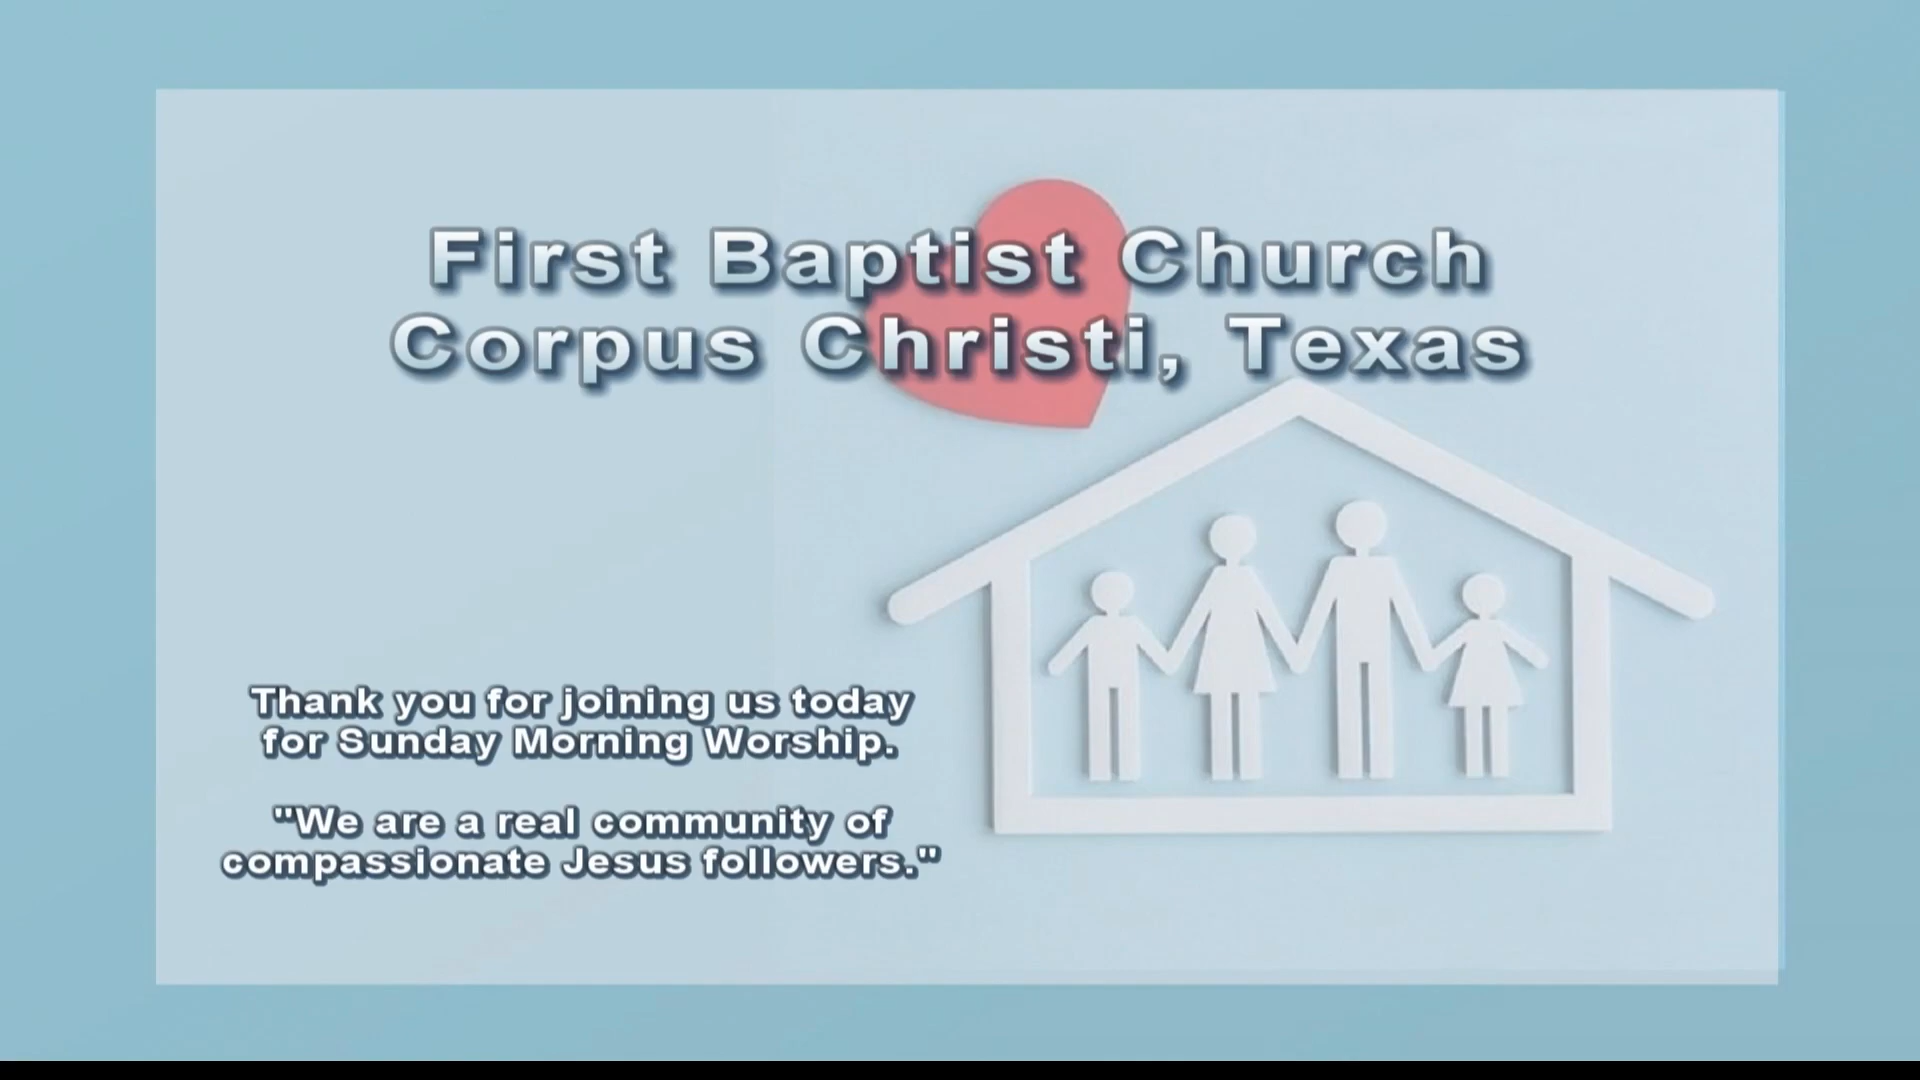 First Baptist Church
Corpus Christi, Texas
Thank you for joining us today
for Sunday Morning Worship.
"We are a real community of
compassionate Jesus followers."